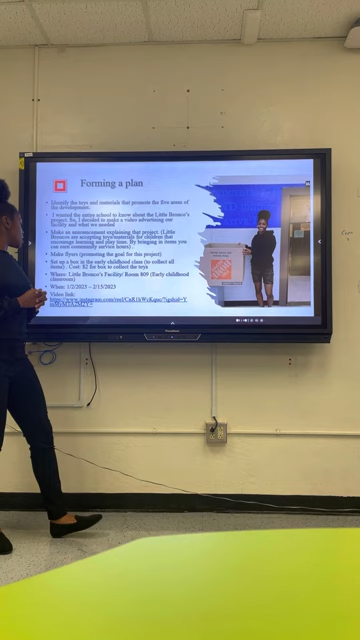 Forming a plan
• Identify the toys and materials that promote the five areas of
the development.
• I wanted the entire school to know about the Little Bronco's
project. So, I decided to make a video advertising our
facility and what we needed
• Make an announcement explaining that project. (Little
Broncos are accepting toys/materials for children that
encourage learning and play time. By bringing in items you
can own community served hours)
• Make flyers (promoting the goal for this project)
• Set up a box in the early childhood class (to collect all
items). Cost: $2 for box to collect the toys
• Where: Little Bronco's Facility/ Room 809 (Early childhood
classroom)
• When: 1/2/2023 – 2/15/2023
Video link: